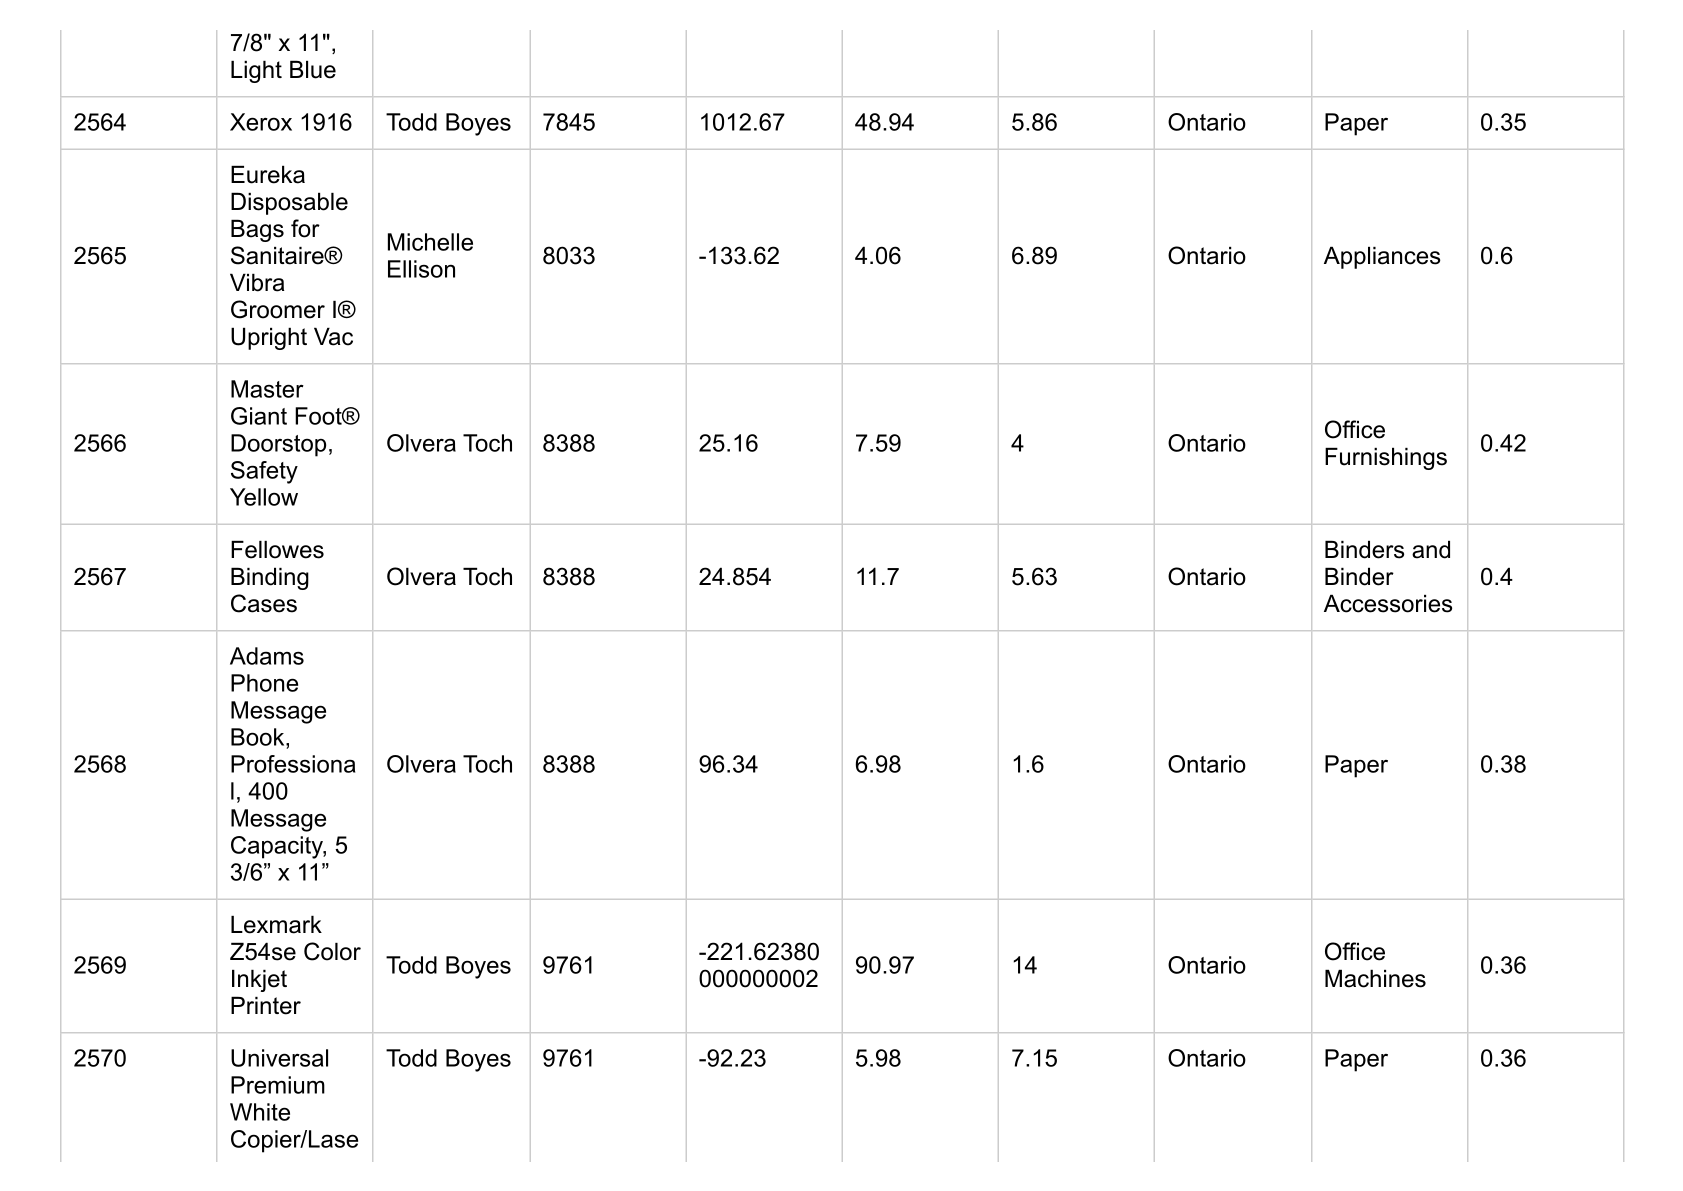 7/8" x 11",
Light Blue
2564 Xerox 1916 Todd Boyes 7845 1012.67 48.94 5.86 Ontario Paper 0.35
Eureka
Disposable
Bags for
Sanitaire®
Vibra
Groomer I®
Upright Vac
2565 Michelle
Ellison 8033 -133.62 4.06 6.89 Ontario Appliances 0.6
Master
Giant Foot®
Doorstop,
Safety
Yellow
2566 Olvera Toch 8388 25.16 7.59 4 Ontario Office
Furnishings 0.42
Fellowes
Binding
Cases
2567 Olvera Toch 8388 24.854 11.7 5.63 Ontario Binders and
Binder
Accessories 0.4
Adams
Phone
Message
Book,
Professiona
l, 400
Message
Capacity, 5
3/6” x 11”
2568 Olvera Toch 8388 96.34 6.98 1.6 Ontario Paper 0.38
Lexmark
Z54se Color
Inkjet
Printer
2569 Todd Boyes 9761 -221.62380
000000002 90.97 14 Ontario Office
Machines 0.36
2570 Universal
Premium
White
Copier/Lase
Todd Boyes 9761 -92.23 5.98 7.15 Ontario Paper 0.36